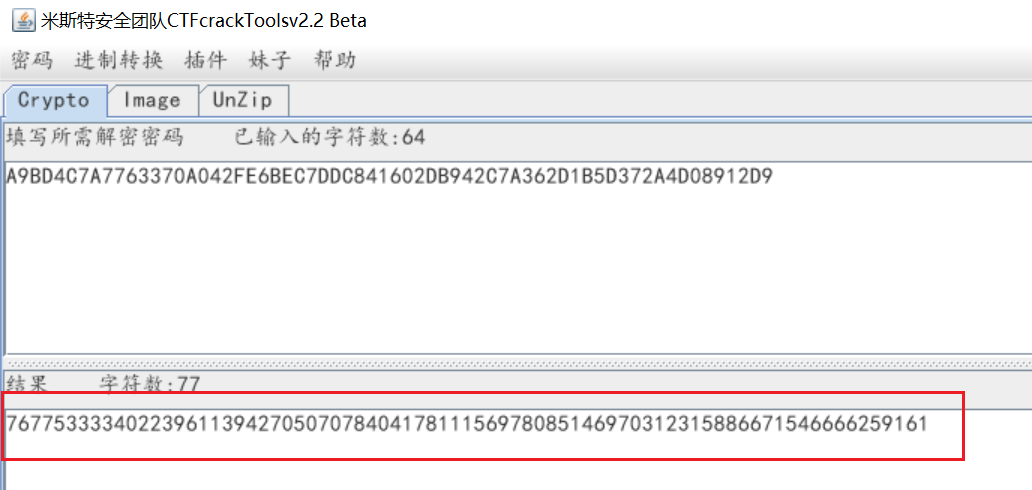 米斯特安全团队CTFcrackToolsv2.2 Beta
密码 进制转换 插件 妹子 帮助
Crypto Image UnZip
填写所需解密密码 已输入的字符数:64
A9BD4C7A7763370A042FE6BEC7DDC841602DB942C7A362D1B5D372A4D08912D9
结果 字符数:77
76775333340223961139427050707840417811156978085146970312315886671546666259161